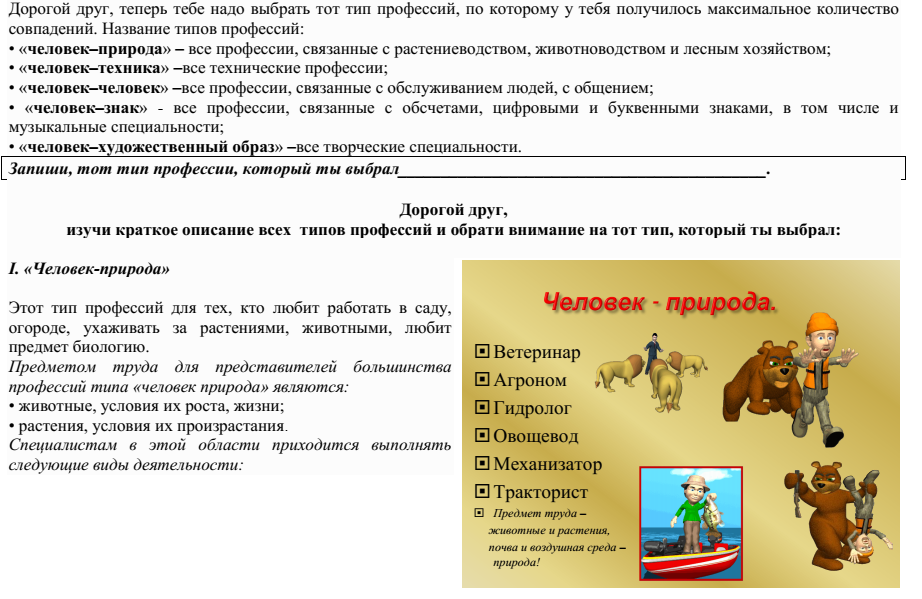 Дорогой друг, теперь тебе надо выбрать тот тип профессий, по которому у тебя получилось максимальное количество
совпадений. Название типов профессий:
• «человек–природа» – все профессии, связанные с растениеводством, животноводством и лесным хозяйством;
• «человек–техника» –все технические профессии;
• «человек–человек» –все профессии, связанные с обслуживанием людей, с общением;
• «человек–знак» - все профессии, связанные с обсчетами, цифровыми и буквенными знаками, в том числе и
музыкальные специальности;
• «человек–художественный образ» –все творческие специальности.
Запиши, тот тип профессии, который ты выбрал____________________________________________.
Дорогой друг,
изучи краткое описание всех типов профессий и обрати внимание на тот тип, который ты выбрал:
I. «Человек-природа»
Этот тип профессий для тех, кто любит работать в саду,
огороде, ухаживать за растениями, животными, любит
предмет биологию.
Предметом труда для представителей большинства
профессий типа «человек природа» являются:
• животные, условия их роста, жизни;
• растения, условия их произрастания.
Специалистам в этой области приходится выполнять
следующие виды деятельности:
Человек - природа.
Ветеринар
Агроном
Гидролог
Овощевод
Механизатор
Тракторист
Предмет труда –
животные и растения,
почва и воздушная среда –
природа!